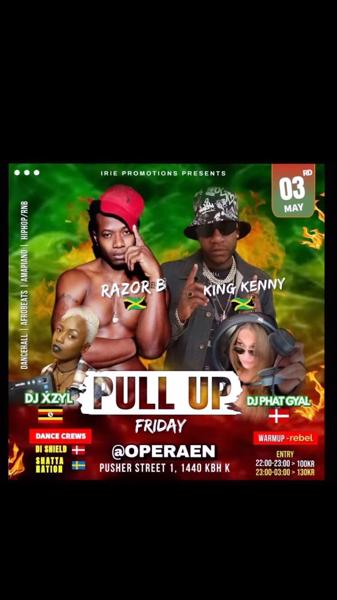 IRIE PROMOTIONS PRESENTS
03 RD
MAY
DANCEHALL | AFROBEATS | AMAPIANO | HIPHOP/RNB
RAZOR B
KING KENNY
DJ XZYL
PULL UP
DJ PHAT GYAL
FRIDAY
DANCE CREWS
DI SHIELD
SHATTA
NATION
@OPERAEN
PUSHER STREET 1, 1440 KBH K
WARMUP - rebel
ENTRY
22:00-23:00 > 100KR
23:00-03:00 > 130KR